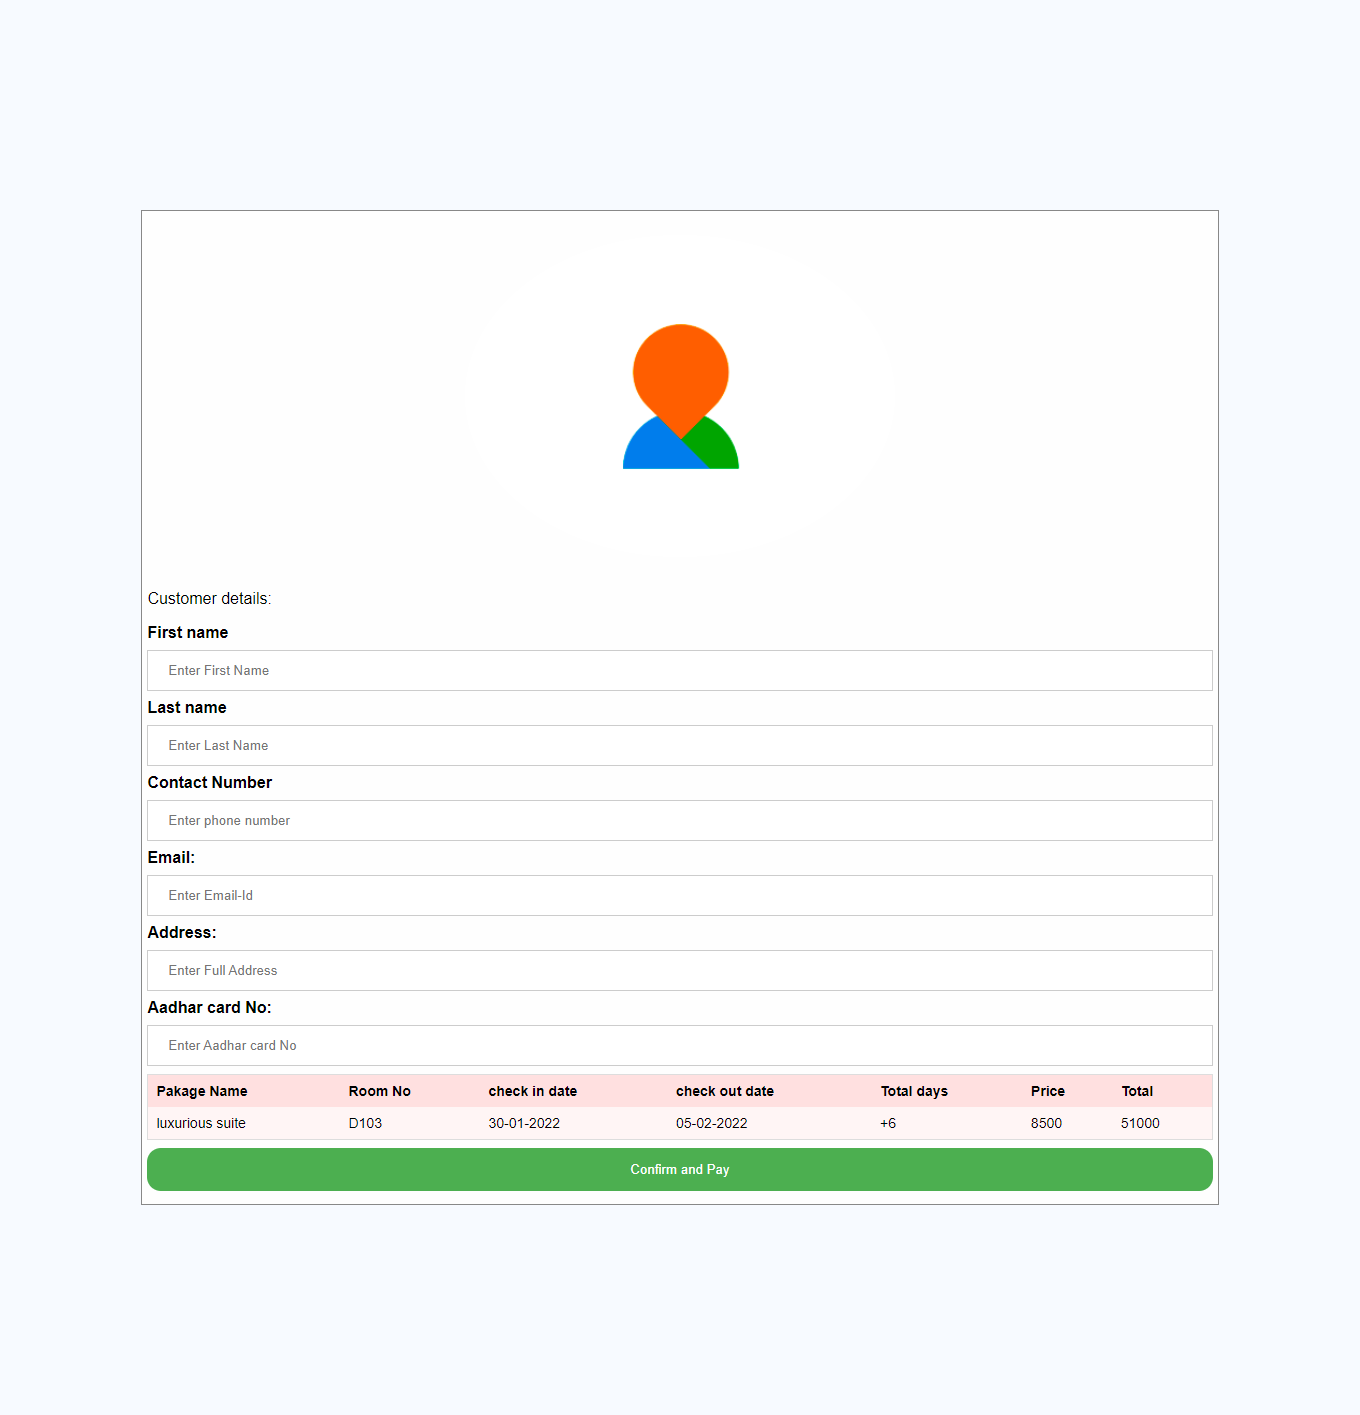 Customer details:
First name
Enter First Name
Last name
Enter Last Name
Contact Number
Enter phone number
Email:
Enter Email-Id
Address:
Enter Full Address
Aadhar card No:
Enter Aadhar card No
Pakage Name Room No check in date check out date Total days Price Total
luxurious suite D103 30-01-2022 05-02-2022 +6 8500 51000
Confirm and Pay